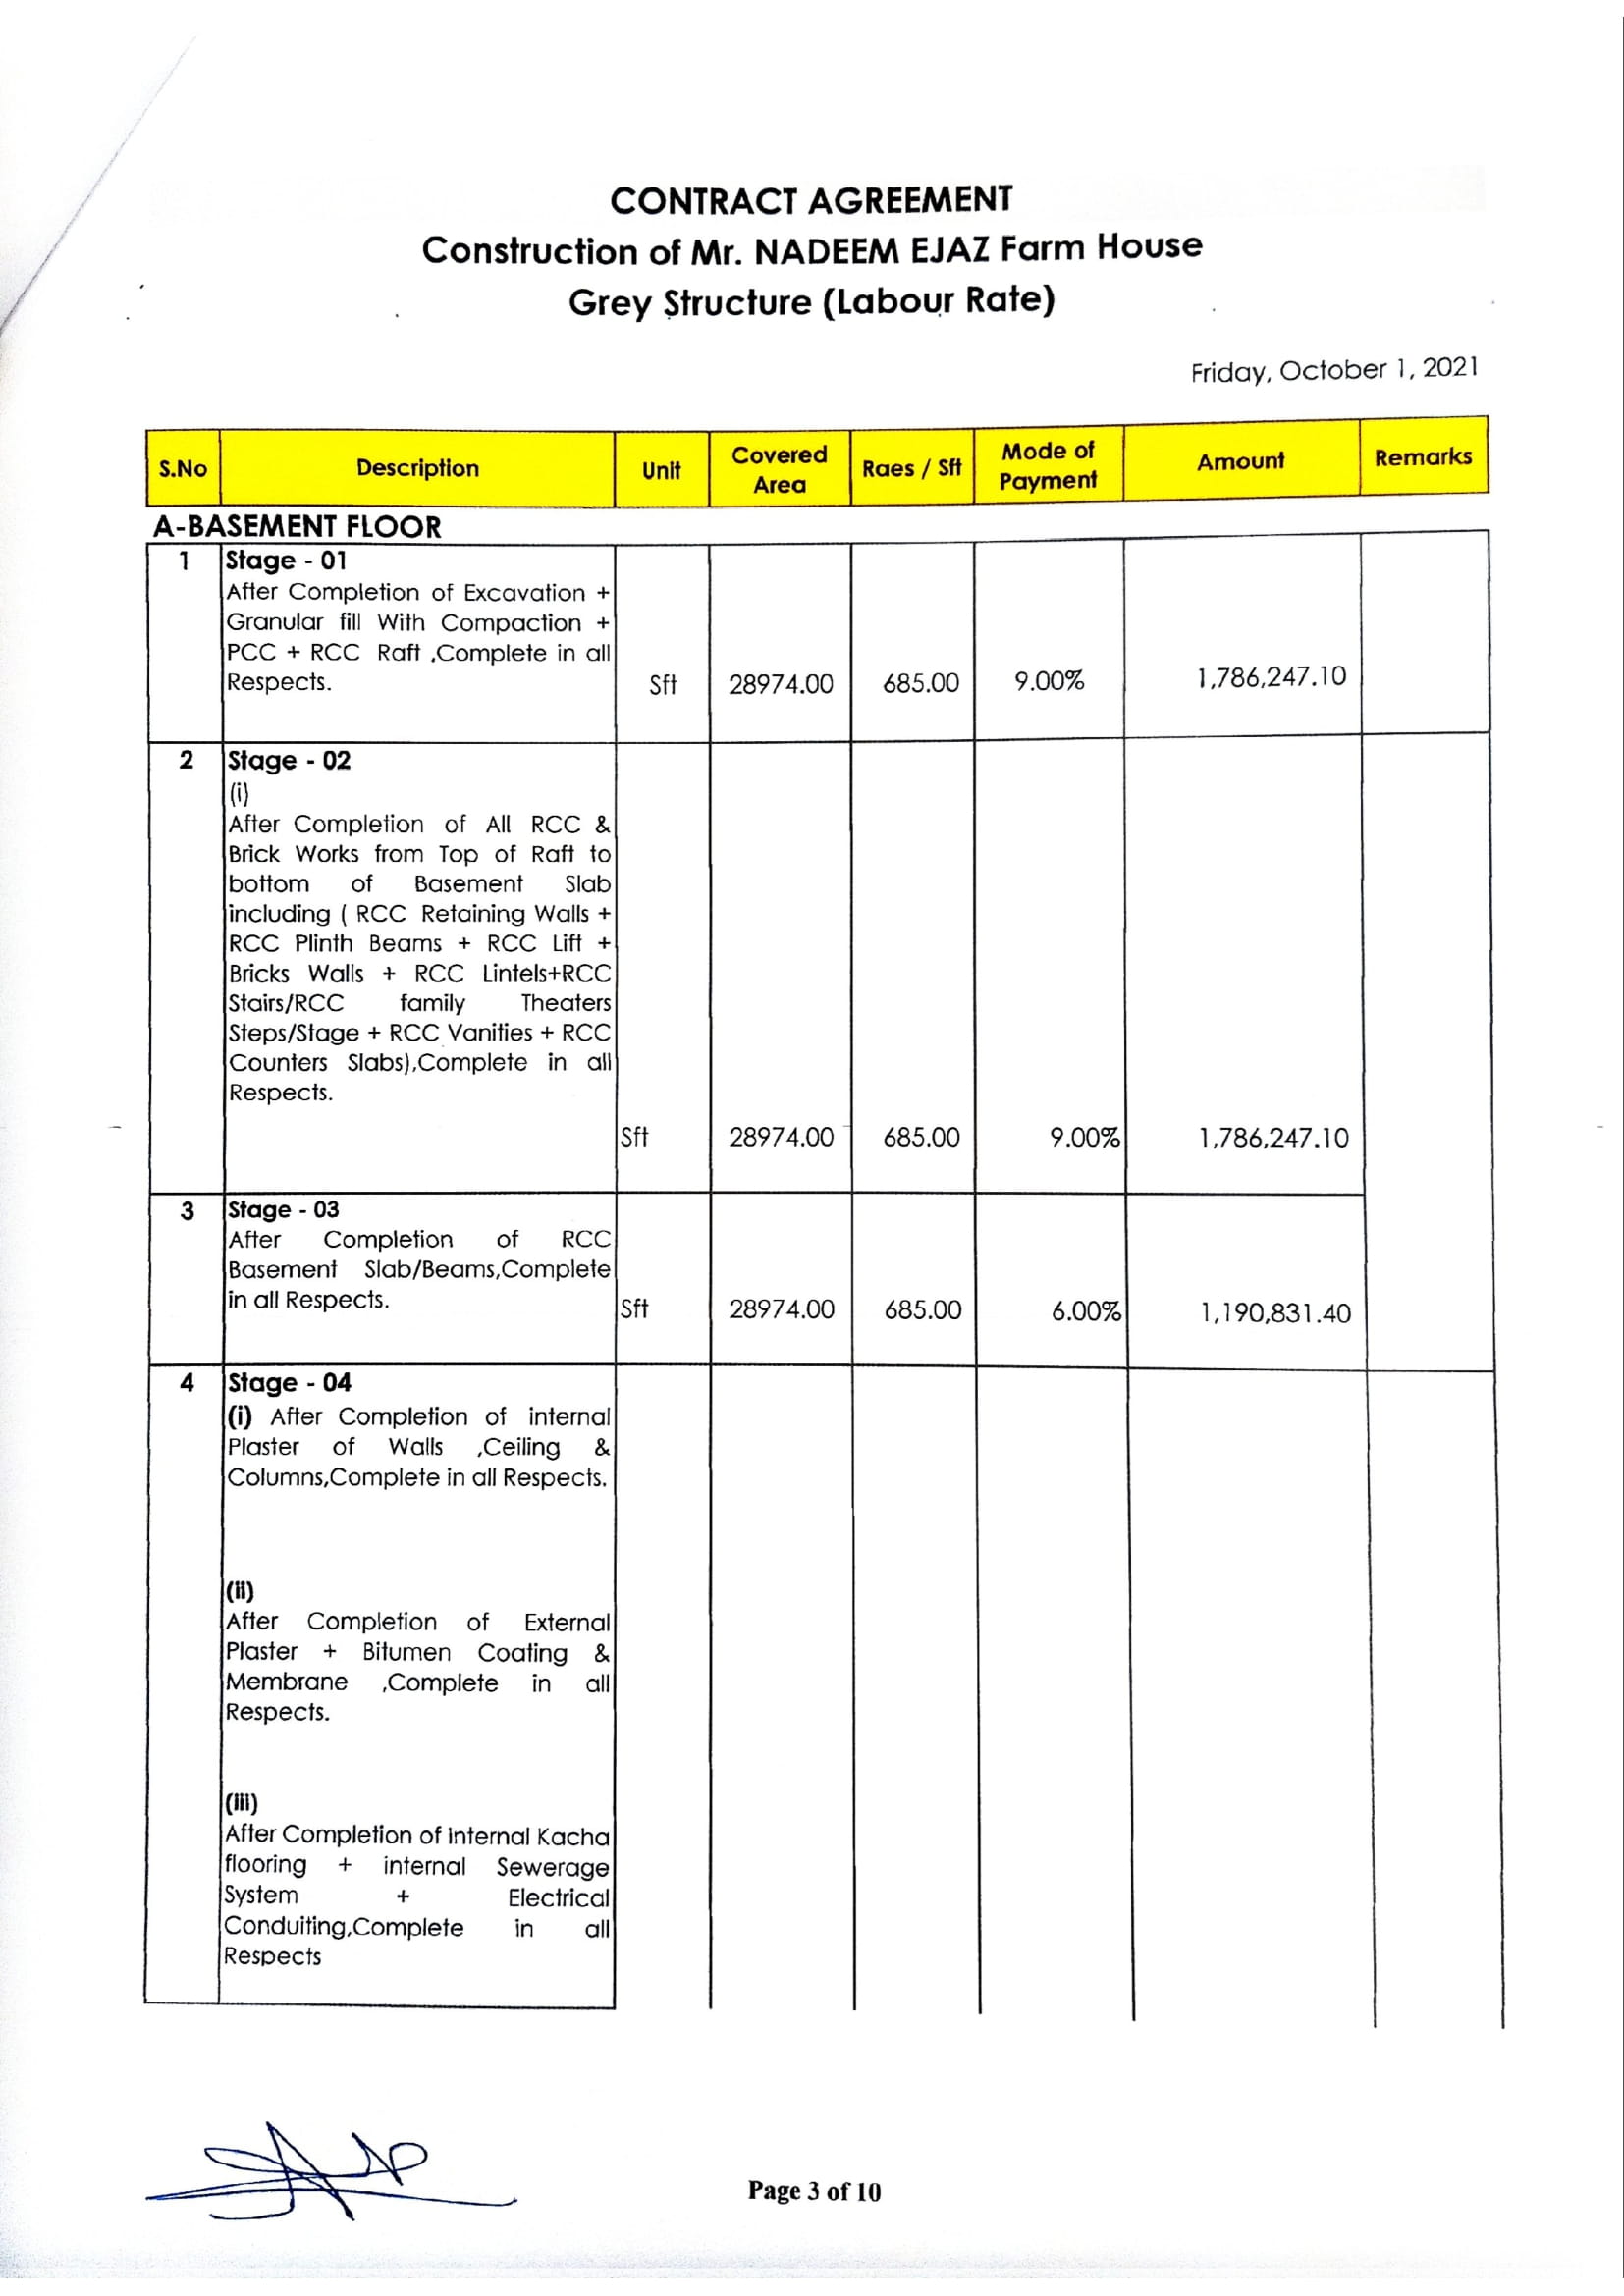 CONTRACT AGREEMENT
Construction of Mr. NADEEM EJAZ Farm House
Grey Structure (Labour Rate)
Friday, October 1, 2021
S.No Description Unit Covered Area Raes / Sft Mode of Payment Amount Remarks
A-BASEMENT FLOOR
1 Stage - 01
After Completion of Excavation +
Granular fill With Compaction +
PCC + RCC Raft ,Complete in all
Respects. Sft 28974.00 685.00 9.00% 1,786,247.10
2 Stage - 02
(i)
After Completion of All RCC &
Brick Works from Top of Raft to
bottom of Basement Slab
including ( RCC Retaining Walls +
RCC Plinth Beams + RCC Lift +
Bricks Walls + RCC Lintels+RCC
Stairs/RCC family Theaters
Steps/Stage + RCC Vanities + RCC
Counters Slabs),Complete in all
Respects.
Sft 28974.00 685.00 9.00% 1,786,247.10
3 Stage - 03
After Completion of RCC
Basement Slab/Beams,Complete
in all Respects. Sft 28974.00 685.00 6.00% 1,190,831.40
4 Stage - 04
(i) After Completion of internal
Plaster of Walls ,Ceiling &
Columns,Complete in all Respects.
(ii)
After Completion of External
Plaster + Bitumen Coating &
Membrane ,Complete in all
Respects.
(iii)
After Completion of internal Kacha
flooring + internal Sewerage
System + Electrical
Conduiting,Complete in all
Respects
Page 3 of 10